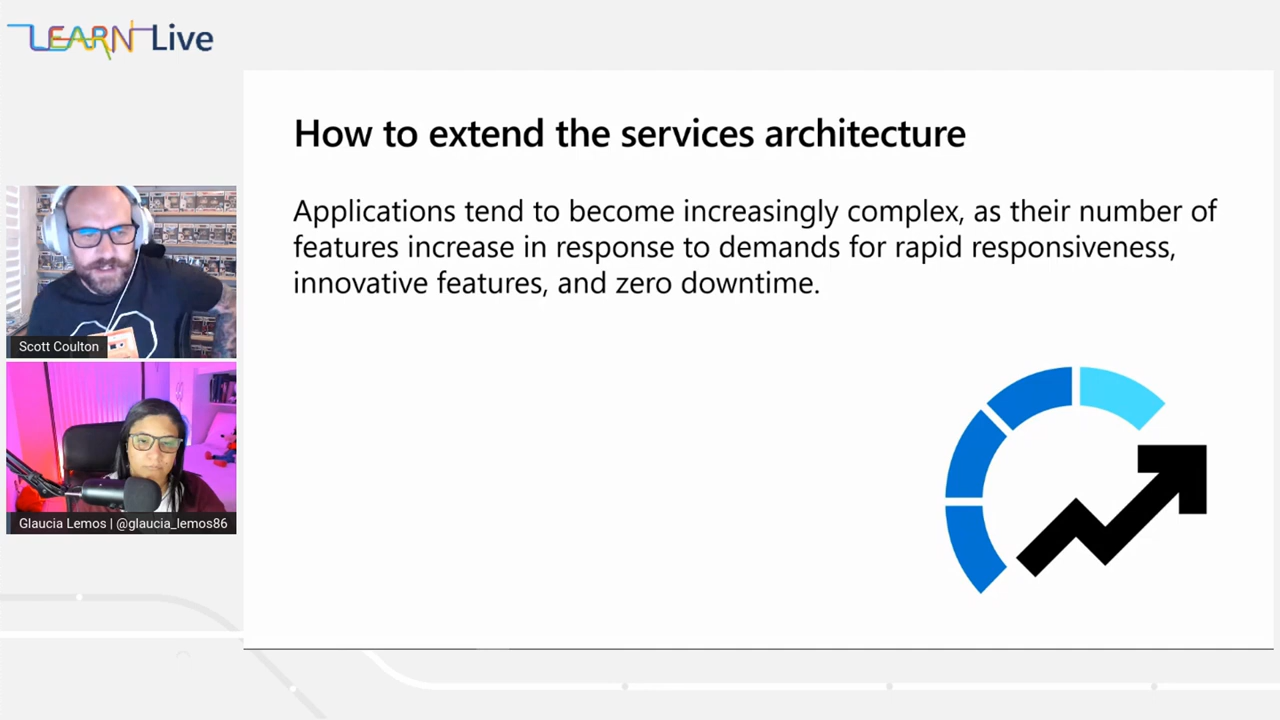 LEARN Live
How to extend the services architecture
Applications tend to become increasingly complex, as their number of
features increase in response to demands for rapid responsiveness,
innovative features, and zero downtime.
Scott Coulton
Glaucia Lemos | @glaucia_lemos86